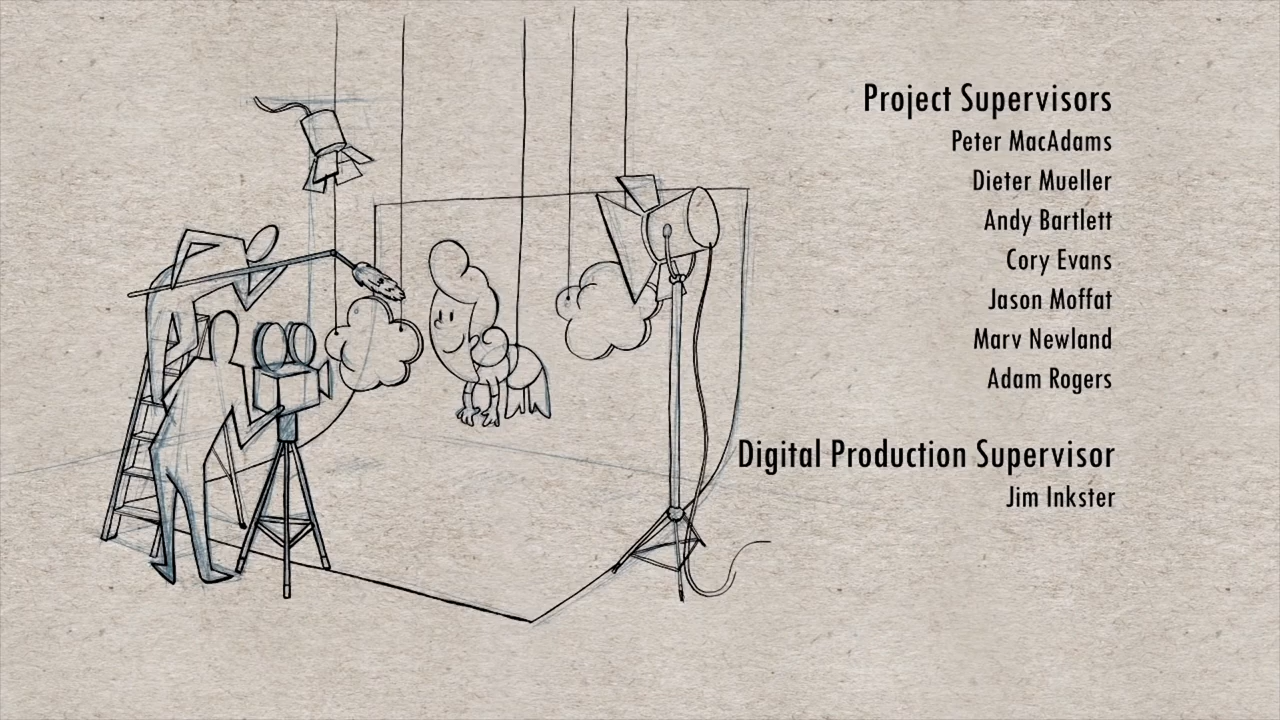 Project Supervisors
Peter MacAdams
Dieter Mueller
Andy Bartlett
Cory Evans
Jason Moffat
Marv Newland
Adam Rogers
Digital Production Supervisor
Jim Inkster